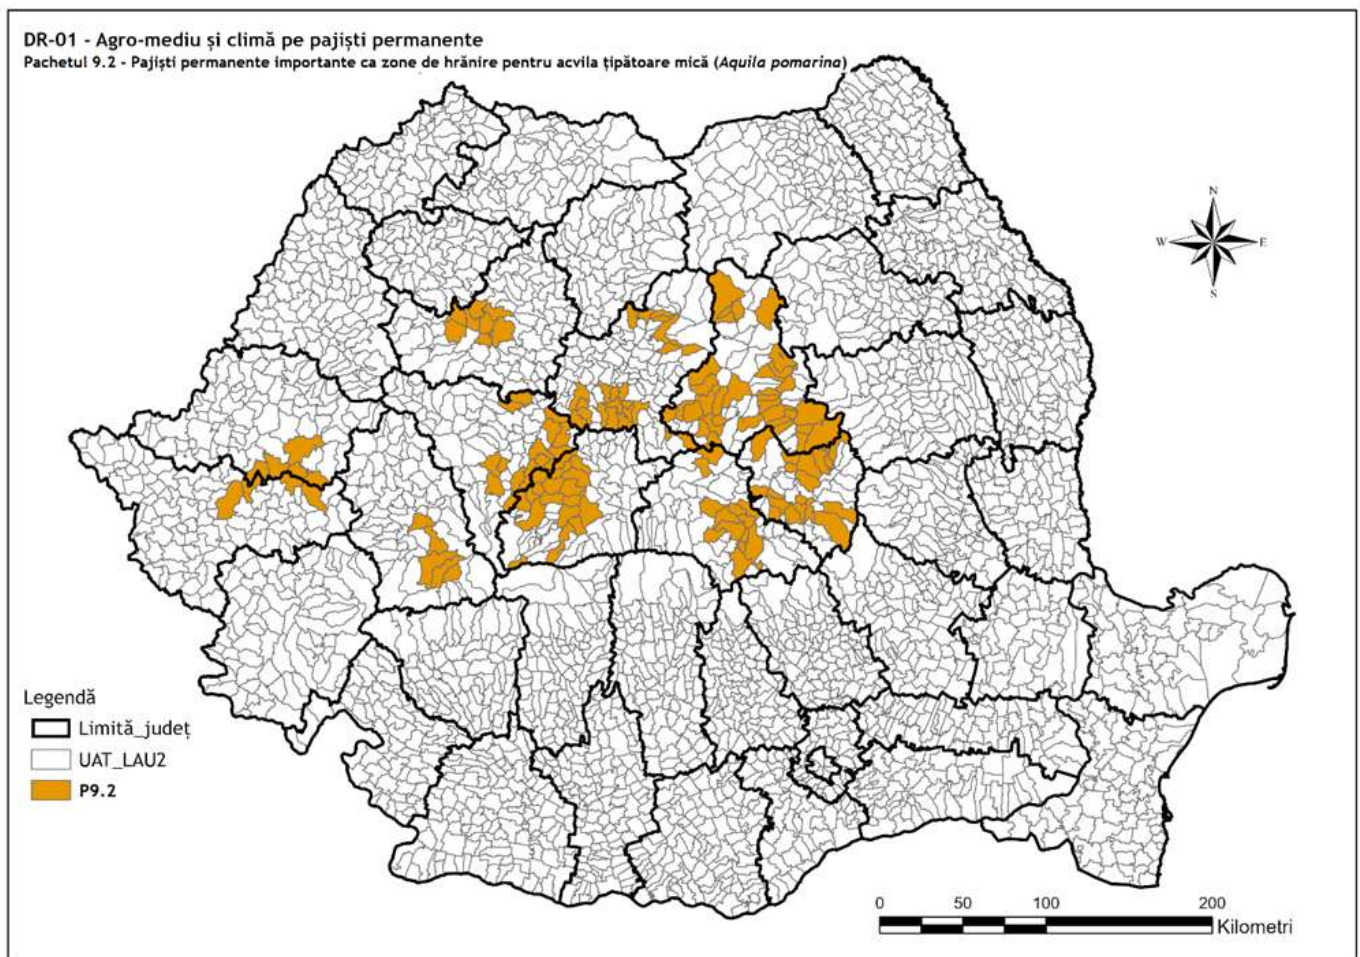 DR-01 - Agro-mediu și climă pe pajiști permanente
Pachetul 9.2 - Pajiști permanente importante ca zone de hrănire pentru acvila țipătoare mică (Aquila pomarina)
N
W E
S
Legendă
Limită_județ
UAT_LAU2
P9.2
0 50 100 200
Kilometri